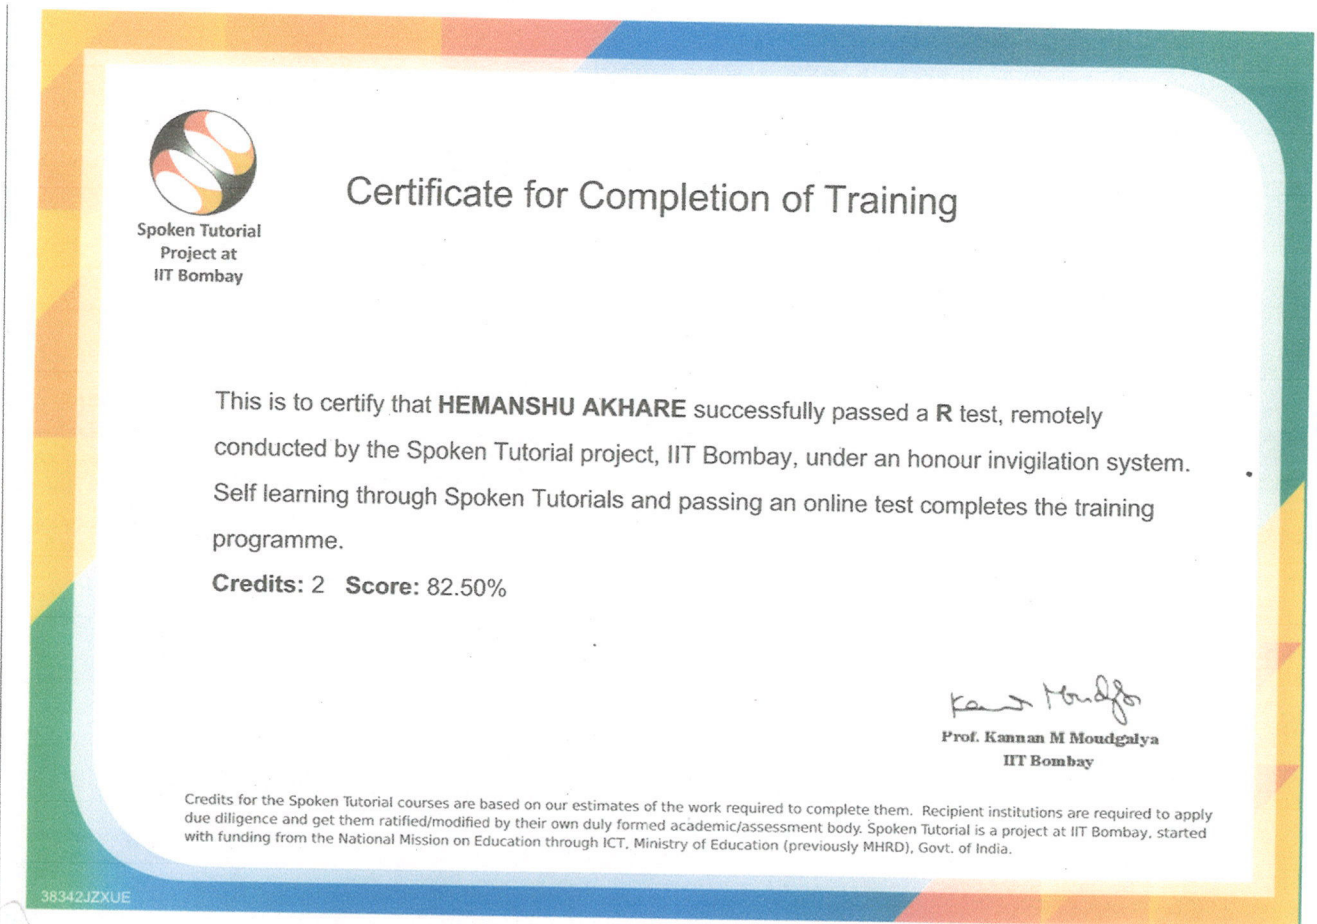 Spoken Tutorial
Project at
IIT Bombay
Certificate for Completion of Training
This is to certify that HEMANSHU AKHARE successfully passed a R test, remotely
conducted by the Spoken Tutorial project, IIT Bombay, under an honour invigilation system.
Self learning through Spoken Tutorials and passing an online test completes the training
programme.
Credits: 2 Score: 82.50%
Prof. Kannan M Moudgalya
IIT Bombay
Credits for the Spoken Tutorial courses are based on our estimates of the work required to complete them. Recipient institutions are required to apply
due diligence and get them ratified/modified by their own duly formed academic/assessment body. Spoken Tutorial is a project at IIT Bombay, started
with funding from the National Mission on Education through ICT, Ministry of Education (previously MHRD), Govt. of India.
38342JZXUE